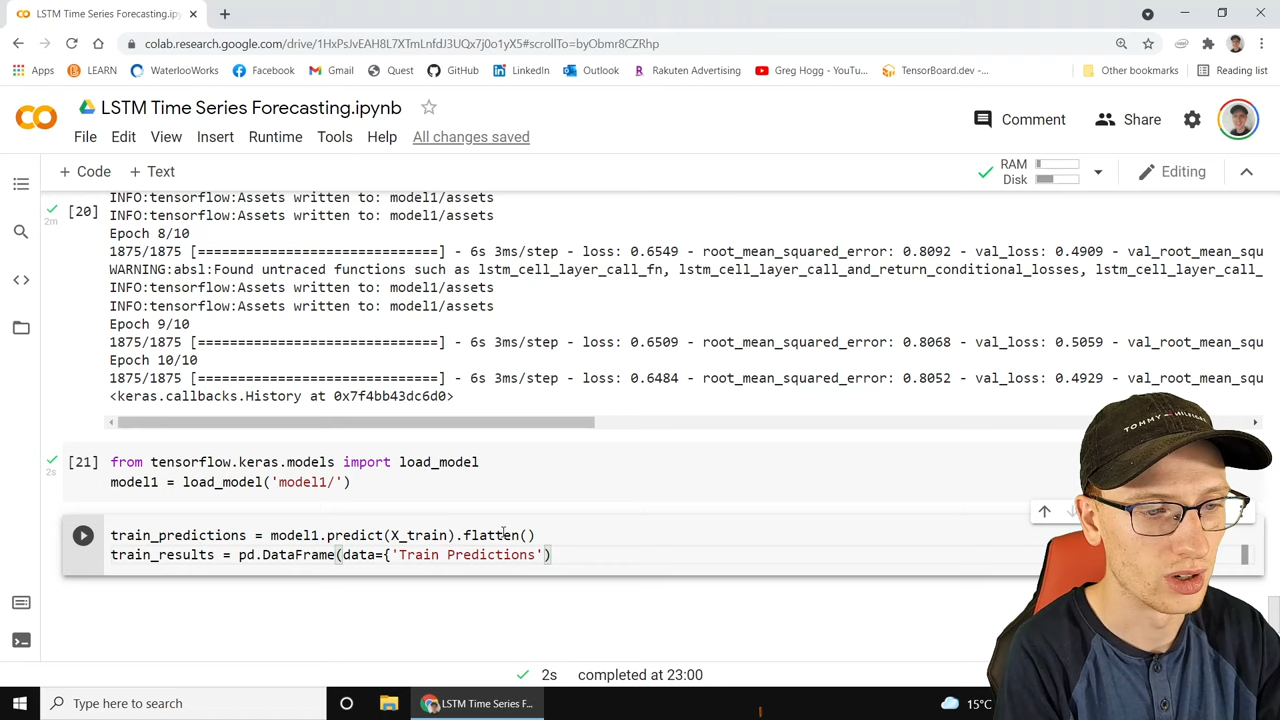 LSTM Time Series Forecasting.ipyn
colab.research.google.com/drive/1HxPsJvEAH8L7XTmLnfdJ3UQx7j0o1yX5#scrollTo=byObmr8CZRhp
Apps LEARN WaterlooWorks Facebook Gmail Quest GitHub LinkedIn Outlook Rakuten Advertising Greg Hogg - YouTu... TensorBoard.dev -... Other bookmarks Reading list
LSTM Time Series Forecasting.ipynb
Comment Share
File Edit View Insert Runtime Tools Help All changes saved
+ Code + Text RAM Disk Editing
INFO:tensorflow:Assets written to: model1/assets
[20] INFO:tensorflow:Assets written to: model1/assets
2m
Epoch 8/10
1875/1875 [==============================] - 6s 3ms/step - loss: 0.6549 - root_mean_squared_error: 0.8092 - val_loss: 0.4909 - val_root_mean_squ
WARNING:absl:Found untraced functions such as lstm_cell_layer_call_fn, lstm_cell_layer_call_and_return_conditional_losses, lstm_cell_layer_call_
INFO:tensorflow:Assets written to: model1/assets
INFO:tensorflow:Assets written to: model1/assets
Epoch 9/10
1875/1875 [==============================] - 6s 3ms/step - loss: 0.6509 - root_mean_squared_error: 0.8068 - val_loss: 0.5059 - val_root_mean_squ
Epoch 10/10
1875/1875 [==============================] - 6s 3ms/step - loss: 0.6484 - root_mean_squared_error: 0.8052 - val_loss: 0.4929 - val_root_mean_squ
<keras.callbacks.History at 0x7f4bb43dc6d0>
[21] from tensorflow.keras.models import load_model
2s
model1 = load_model('model1/')
train_predictions = model1.predict(X_train).flatten()
train_results = pd.DataFrame(data={'Train Predictions')
TOMMY HILFIGER
2s completed at 23:00
Type here to search
LSTM Time Series F...
15°C